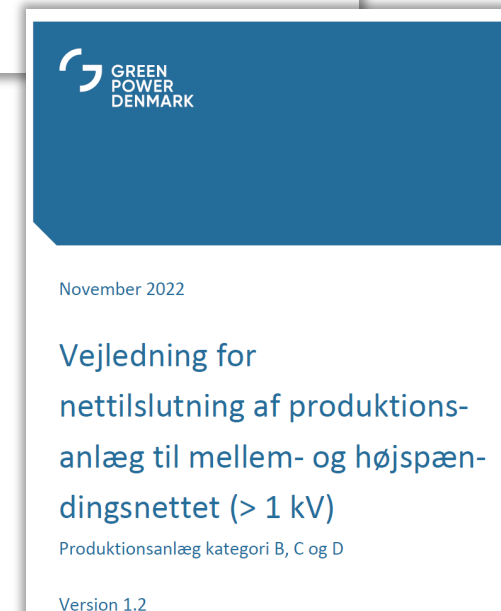 GREEN
POWER
DENMARK
November 2022
Vejledning for
nettilslutning af produktions-
anlæg til mellem- og højspæn-
dingsnettet (> 1 kV)
Produktionsanlæg kategori B, C og D
Version 1.2